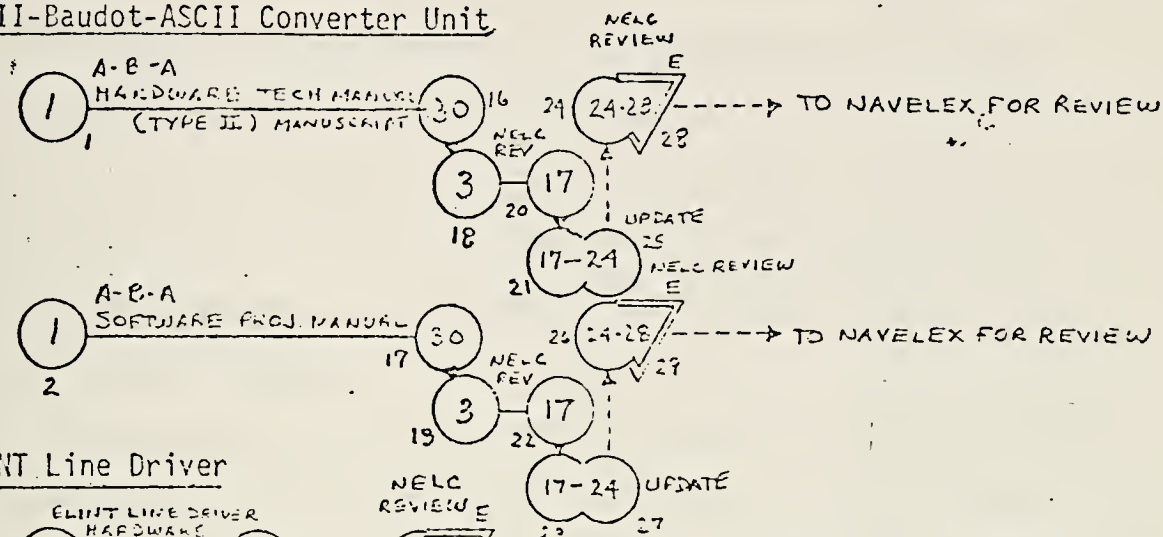 II-Baudot-ASCII Converter Unit
NELC
REVIEW
E
A-B-A
1
HARDWARE TECH MANUAL
(TYPE II) MANUSCRIPT
1
30
16
24
24-28
28
TO NAVELEX FOR REVIEW
NELC
REV
3
17
20
18
UPDATE
25
17-24
21
NELC REVIEW
E
A-B-A
1
SOFTWARE PROJ. MANUAL
2
30
17
26
24-28
29
TO NAVELEX FOR REVIEW
NELC
REV
3
17
19
22
NT Line Driver
17-24
UPDATE
23
27
NELC
REVIEW
E
ELINT LINE DRIVER
HARDWARE